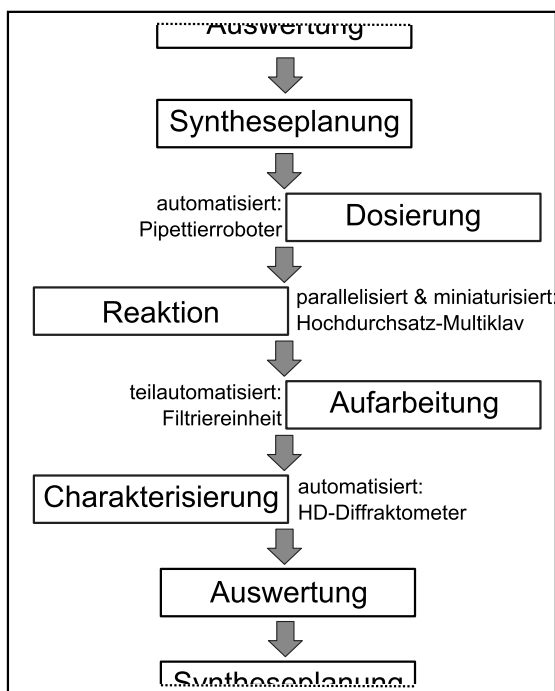 Auswertung
Syntheseplanung
automatisiert:
Pipettierroboter
Dosierung
Reaktion
parallelisiert & miniaturisiert:
Hochdurchsatz-Multiklav
teilautomatisiert:
Filtriereinheit
Aufarbeitung
Charakterisierung
automatisiert:
HD-Diffraktometer
Auswertung
Syntheseplanung